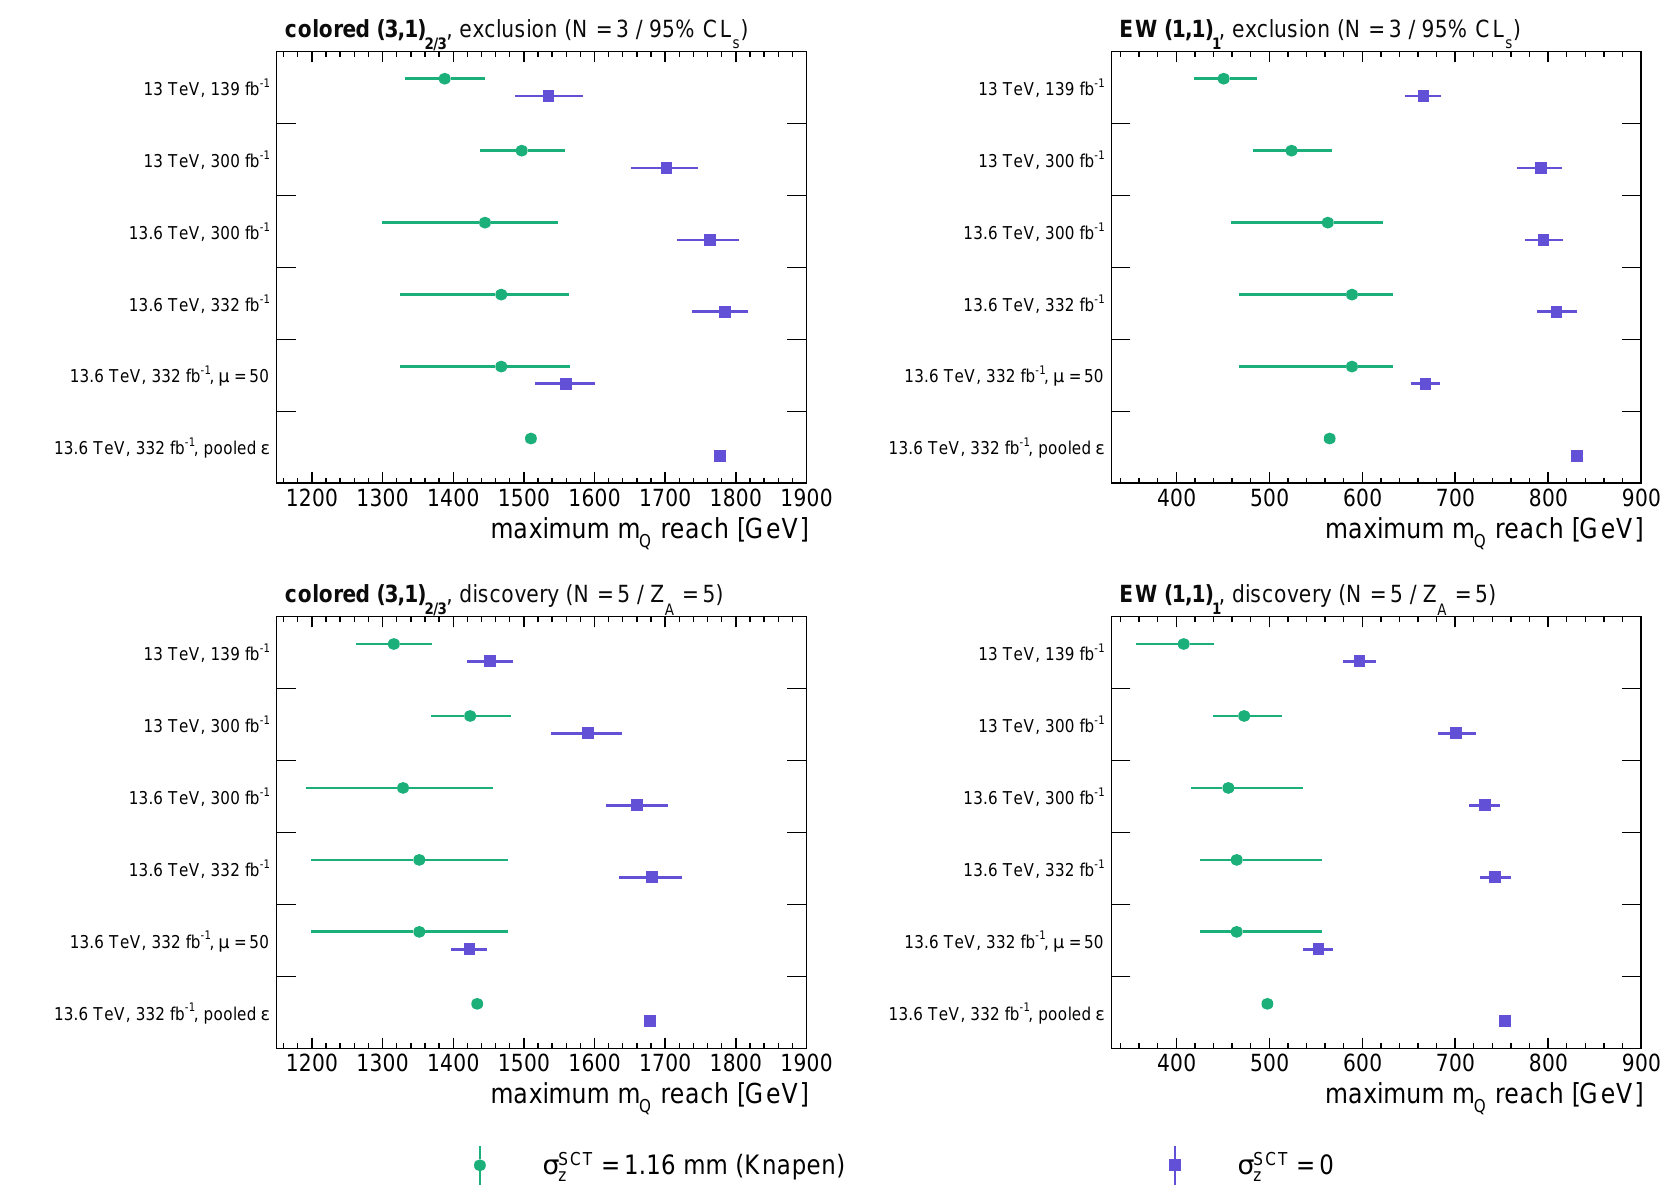 colored (3,1)2/3, exclusion (N = 3 / 95% CLs)
13 TeV, 139 fb-1
13 TeV, 300 fb-1
13.6 TeV, 300 fb-1
13.6 TeV, 332 fb-1
13.6 TeV, 332 fb-1, μ = 50
13.6 TeV, 332 fb-1, pooled ε
1200 1300 1400 1500 1600 1700 1800 1900
maximum mQ reach [GeV]
EW (1,1)1, exclusion (N = 3 / 95% CLs)
13 TeV, 139 fb-1
13 TeV, 300 fb-1
13.6 TeV, 300 fb-1
13.6 TeV, 332 fb-1
13.6 TeV, 332 fb-1, μ = 50
13.6 TeV, 332 fb-1, pooled ε
400 500 600 700 800 900
maximum mQ reach [GeV]
colored (3,1)2/3, discovery (N = 5 / ZA = 5)
13 TeV, 139 fb-1
13 TeV, 300 fb-1
13.6 TeV, 300 fb-1
13.6 TeV, 332 fb-1
13.6 TeV, 332 fb-1, μ = 50
13.6 TeV, 332 fb-1, pooled ε
1200 1300 1400 1500 1600 1700 1800 1900
maximum mQ reach [GeV]
EW (1,1)1, discovery (N = 5 / ZA = 5)
13 TeV, 139 fb-1
13 TeV, 300 fb-1
13.6 TeV, 300 fb-1
13.6 TeV, 332 fb-1
13.6 TeV, 332 fb-1, μ = 50
13.6 TeV, 332 fb-1, pooled ε
400 500 600 700 800 900
maximum mQ reach [GeV]
σzSCT = 1.16 mm (Knapen)
σzSCT = 0